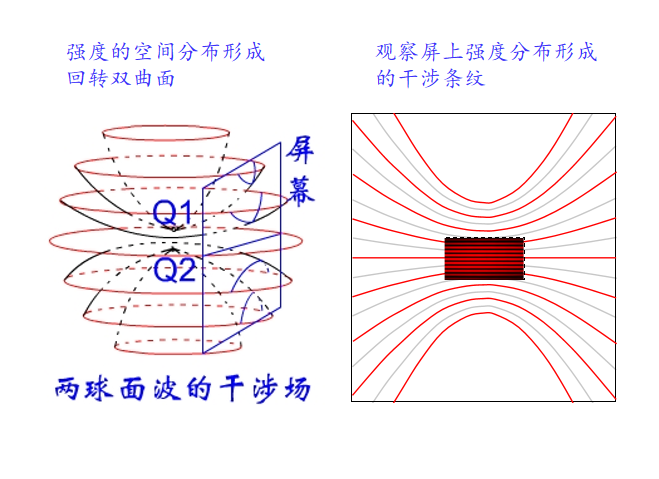 强度的空间分布形成
回转双曲面
观察屏上强度分布形成
的干涉条纹
屏
幕
Q1
Q2
两球面波的干涉场